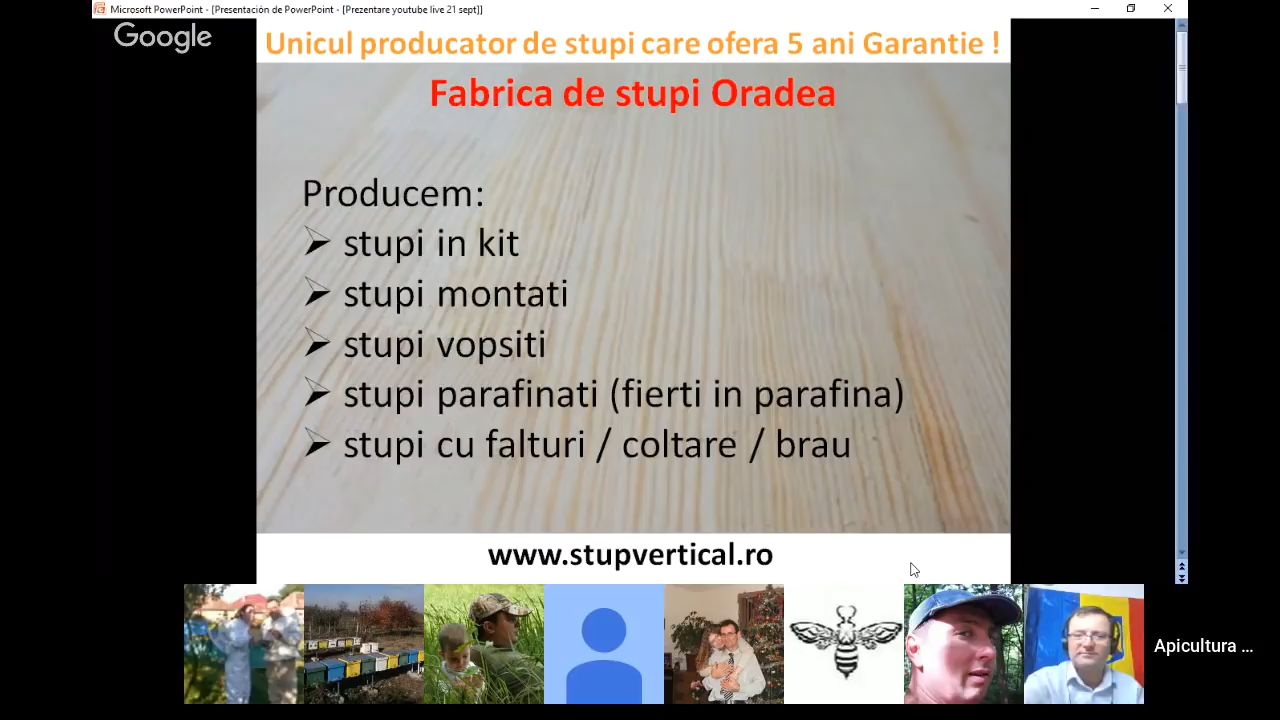 Microsoft PowerPoint - [Presentación de PowerPoint - [Prezentare youtube live 21 sept]]
Google
Unicul producator de stupi care ofera 5 ani Garantie !
Fabrica de stupi Oradea
Producem:
stupi in kit
stupi montati
stupi vopsiti
stupi parafinati (fierti in parafina)
stupi cu falturi / coltare / brau
www.stupvertical.ro
Apicultura ...